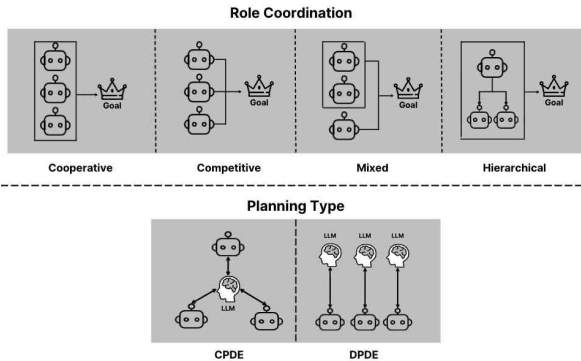 Role Coordination
Goal
Goal
Goal
Goal
Cooperative
Competitive
Mixed
Hierarchical
Planning Type
LLM
LLM
LLM
LLM
CPDE
DPDE